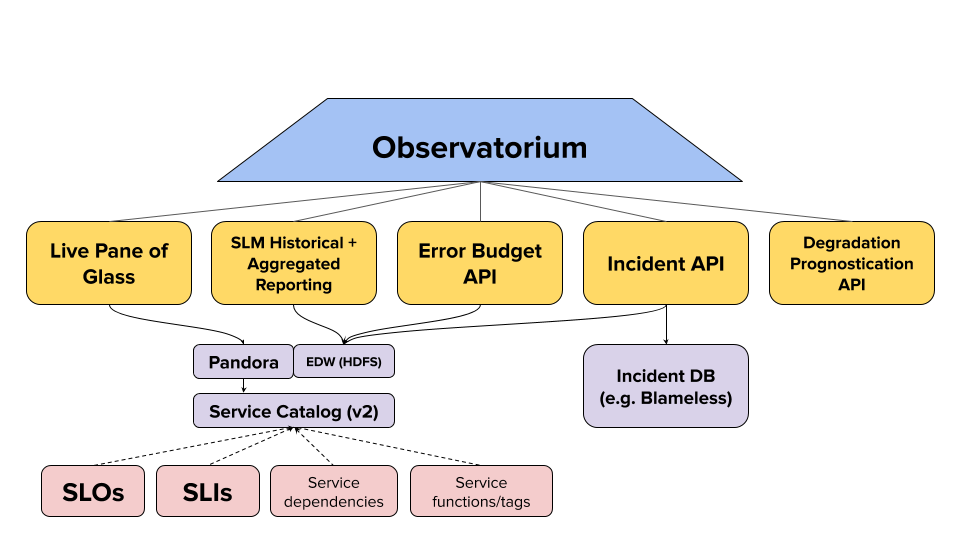 Observatorium
Live Pane of
Glass
SLM Historical +
Aggregated
Reporting
Error Budget
API
Incident API
Degradation
Prognostication
API
Pandora
EDW (HDFS)
Incident DB
(e.g. Blameless)
Service Catalog (v2)
SLOs
SLIs
Service
dependencies
Service
functions/tags